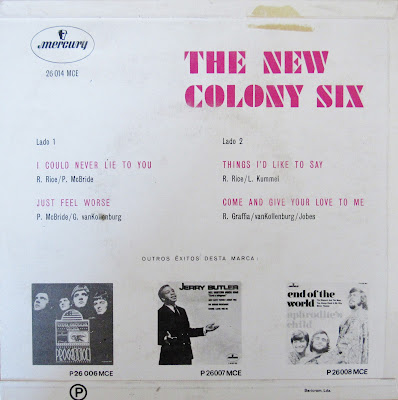 mercury
26 014 MCE
THE NEW
COLONY SIX
Lado 1
I COULD NEVER LIE TO YOU
R. Rice/P. McBride
JUST FEEL WORSE
P. McBride/G. vanKollenburg
Lado 2
THINGS I'D LIKE TO SAY
R. Rice/L. Kummel
COME AND GIVE YOUR LOVE TO ME
R. Graffia/vanKollenburg/Jobes
OUTROS ÊXITOS DESTA MARCA:
JERRY BUTLER
end of the
world
aphrodite's
child
P 26 006 MCE
P 26007 MCE
P 26008 MCE
P